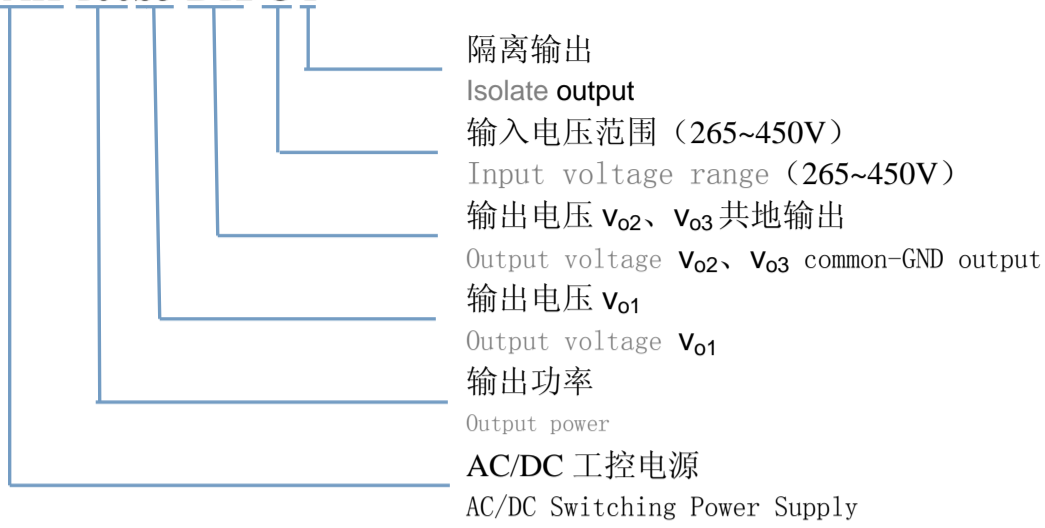 隔离输出
Isolate output
输入电压范围（265~450V）
Input voltage range（265~450V）
输出电压 vo2、vo3 共地输出
Output voltage vo2、vo3 common-GND output
输出电压 vo1
Output voltage vo1
输出功率
Output power
AC/DC 工控电源
AC/DC Switching Power Supply